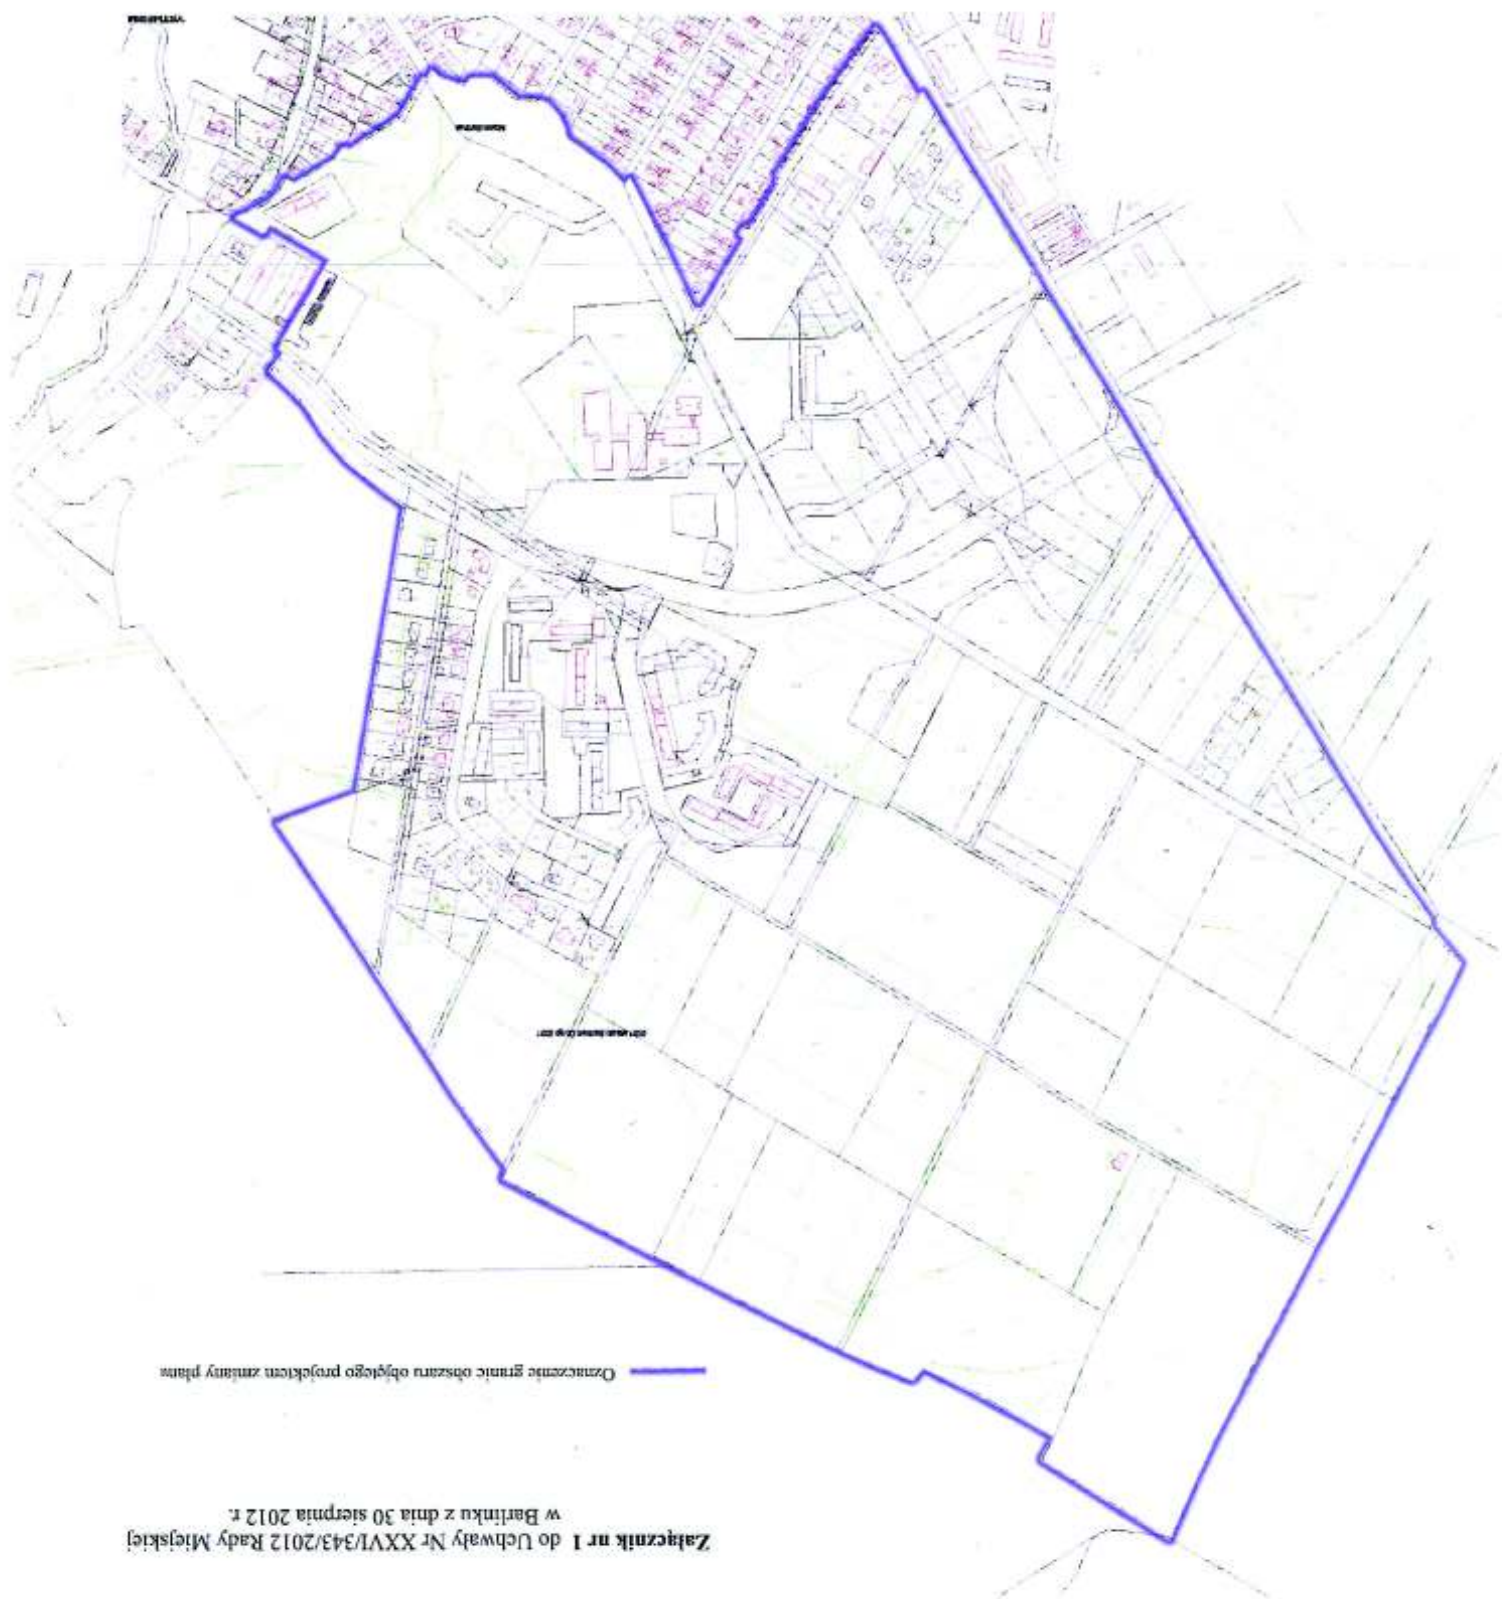 Załącznik nr 1 do Uchwały Nr XXVI/343/2012 Rady Miejskiej
w Barlinku z dnia 30 sierpnia 2012 r.
Oznaczenie granic obszaru objętego projektem zmiany planu